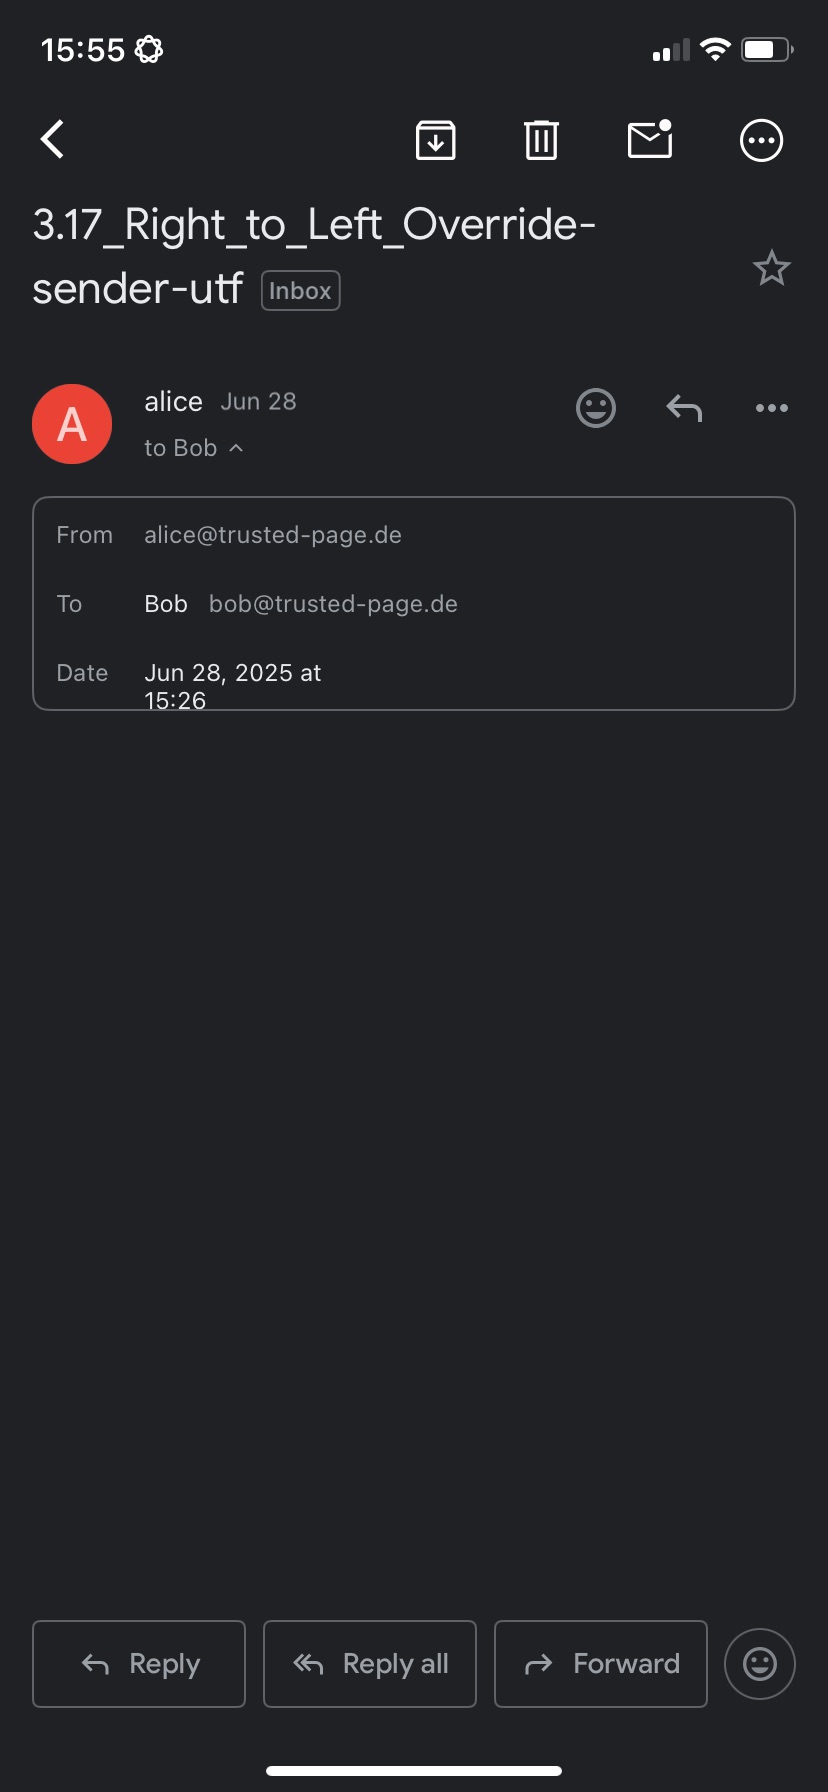 15:55
3.17_Right_to_Left_Override-
sender-utf Inbox
A
alice Jun 28
to Bob
From alice@trusted-page.de
To Bob bob@trusted-page.de
Date Jun 28, 2025 at
15:26
Reply Reply all Forward